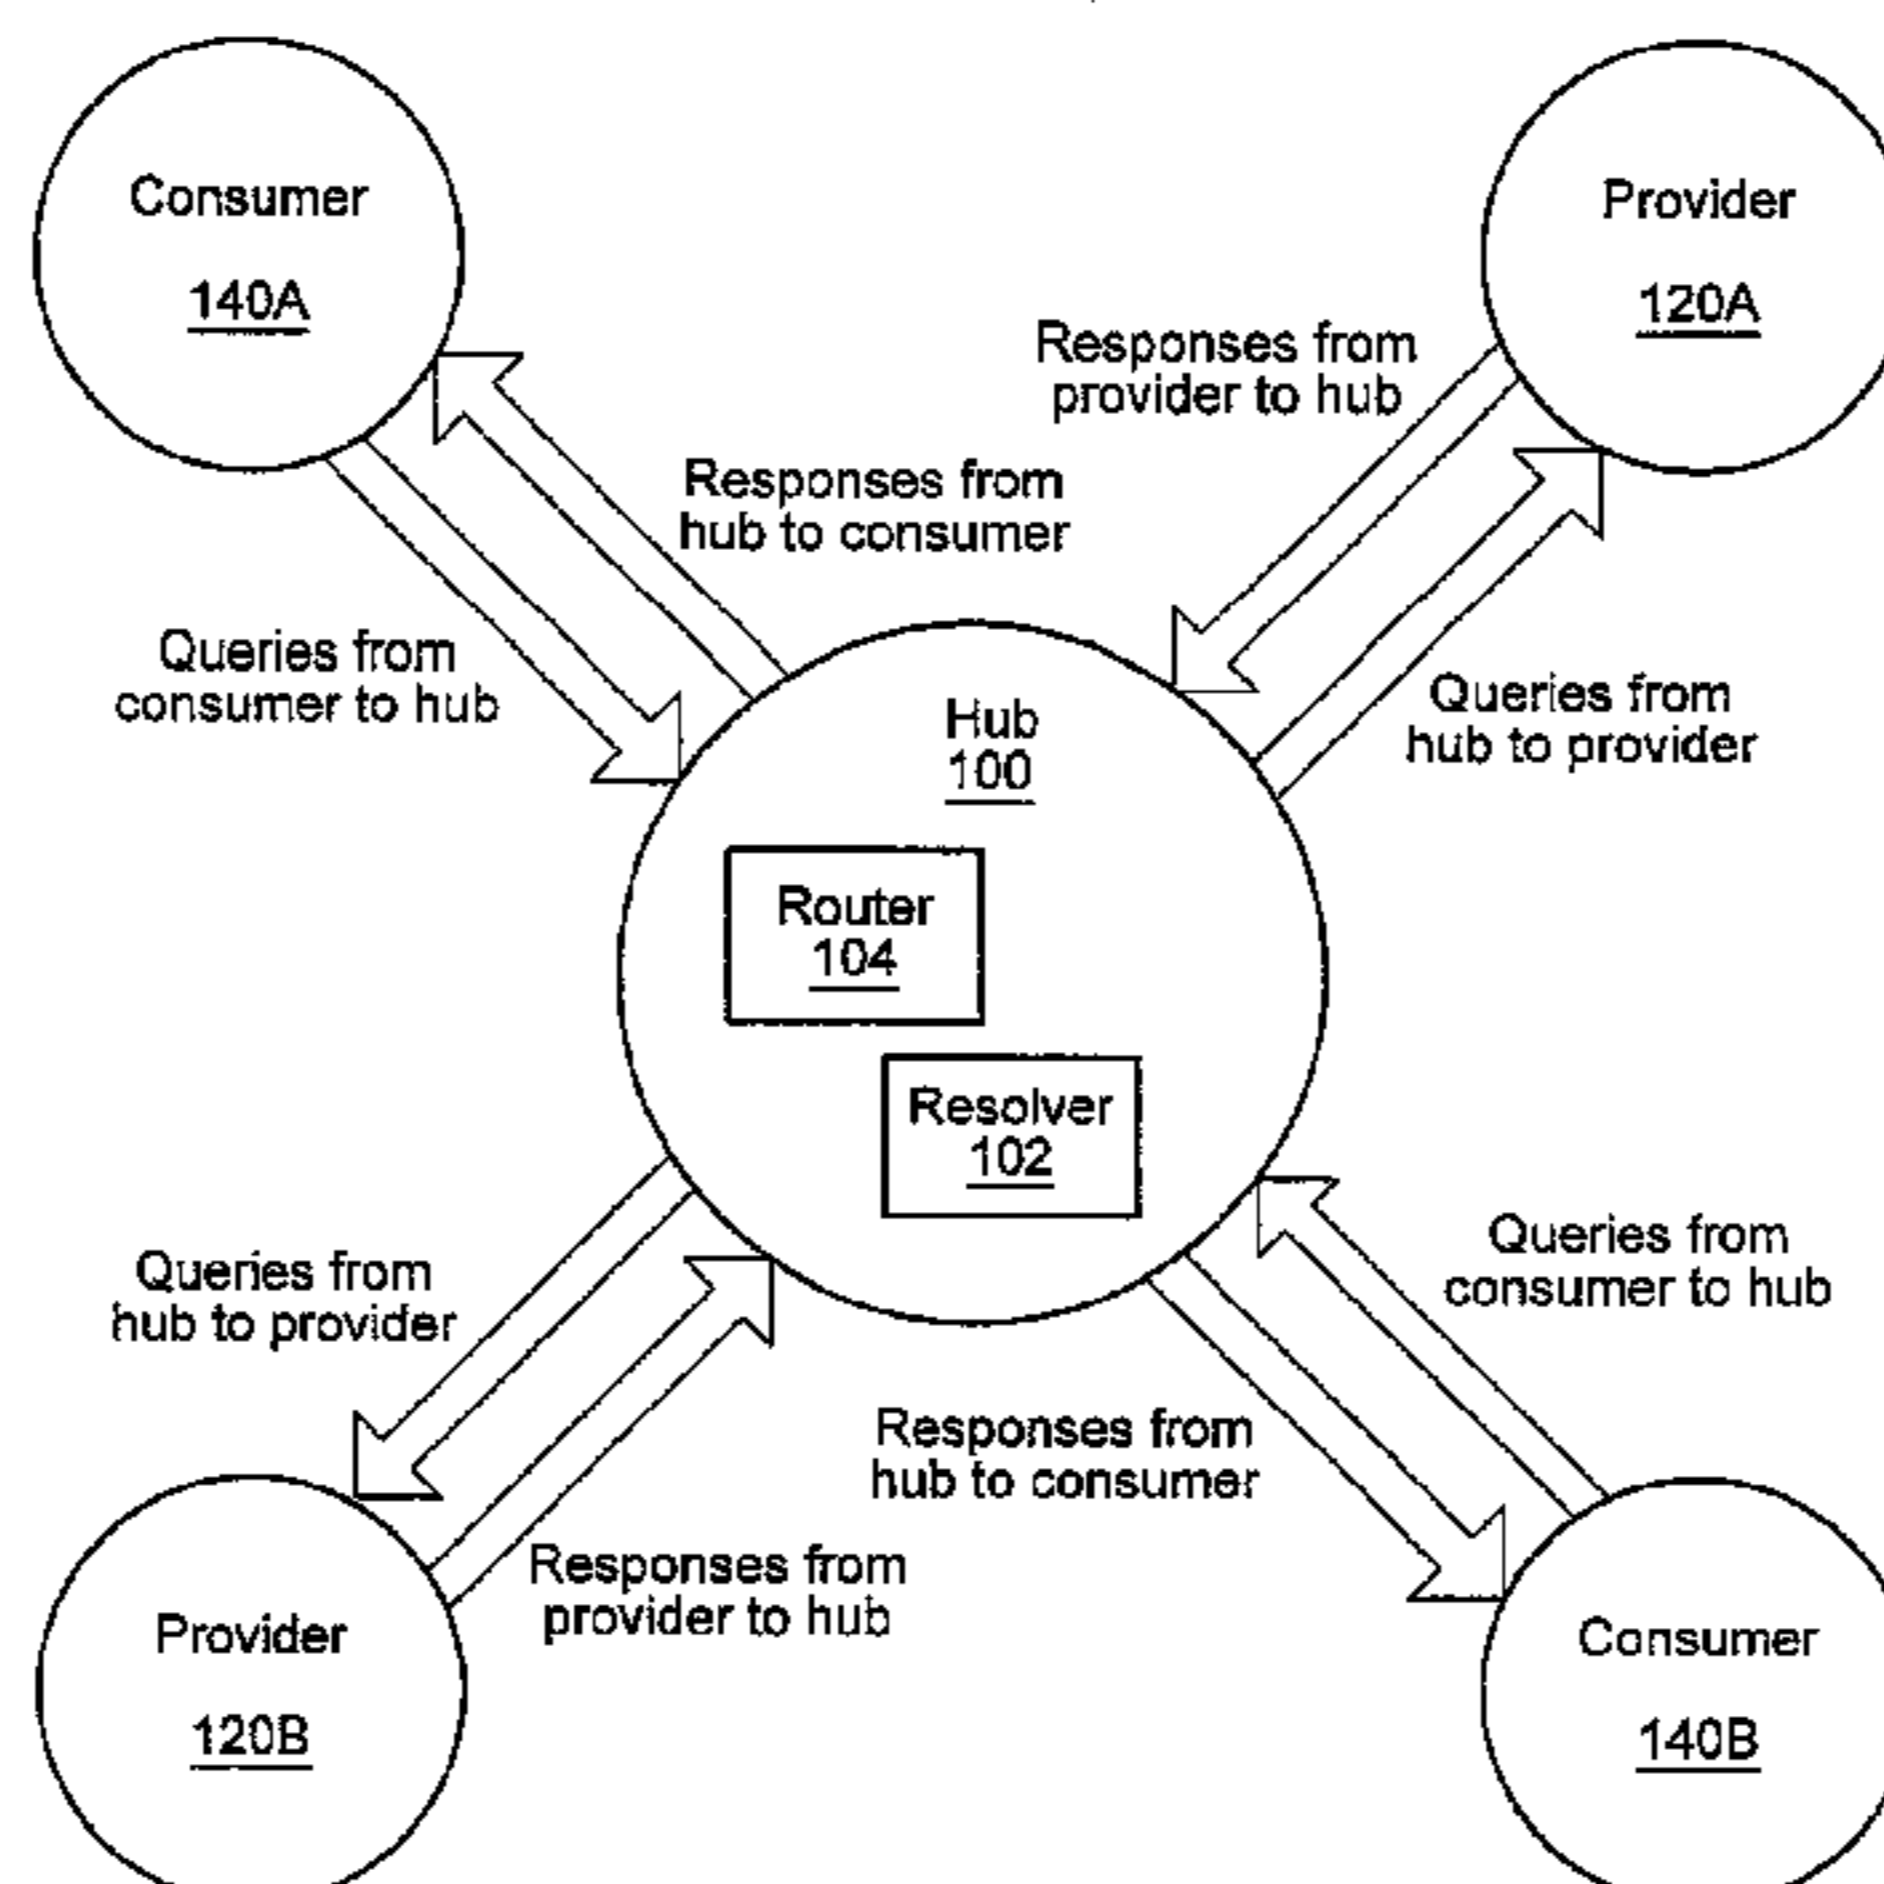 Consumer
140A
Provider
120A
Responses from
provider to hub
Responses from
hub to consumer
Queries from
consumer to hub
Queries from
hub to provider
Hub
100
Router
104
Resolver
102
Queries from
hub to provider
Queries from
consumer to hub
Responses from
hub to consumer
Responses from
provider to hub
Provider
120B
Consumer
140B